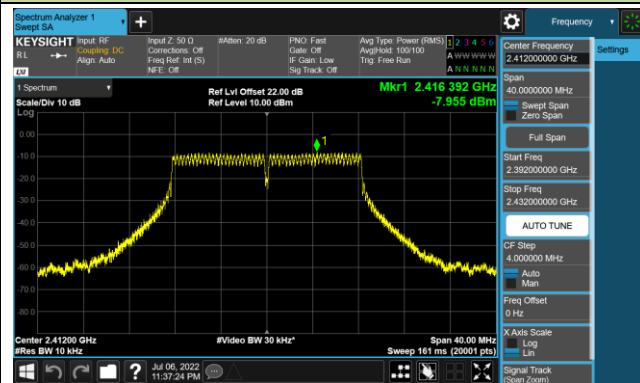 Spectrum Analyzer 1
Swept SA
Frequency
KEYSIGHT
RL
LXI
Input: RF
Coupling: DC
Align: Auto
Input Z: 50 Ω
Corrections: Off
Freq Ref: Int (S)
NFE: Off
#Atten: 20 dB
PNO: Fast
Gate: Off
IF Gain: Low
Sig Track: Off
Avg Type: Power (RMS)
Avg|Hold: 100/100
Trig: Free Run
1 2 3 4 5 6
A W W W W W
A N N N N N
1 Spectrum
Scale/Div 10 dB
Log
Ref Lvl Offset 22.00 dB
Ref Level 10.00 dBm
Mkr1 2.416 392 GHz
-7.955 dBm
1
0.00
-10.0
-20.0
-30.0
-40.0
-50.0
-60.0
-70.0
-80.0
Center 2.41200 GHz
#Res BW 10 kHz
#Video BW 30 kHz*
Span 40.00 MHz
Sweep 161 ms (20001 pts)
Jul 06, 2022
11:37:24 PM
Center Frequency
2.412000000 GHz
Settings
Span
40.0000000 MHz
Swept Span
Zero Span
Full Span
Start Freq
2.392000000 GHz
Stop Freq
2.432000000 GHz
AUTO TUNE
CF Step
4.000000 MHz
Auto
Man
Freq Offset
0 Hz
X Axis Scale
Log
Lin
Signal Track
(Span Zoom)